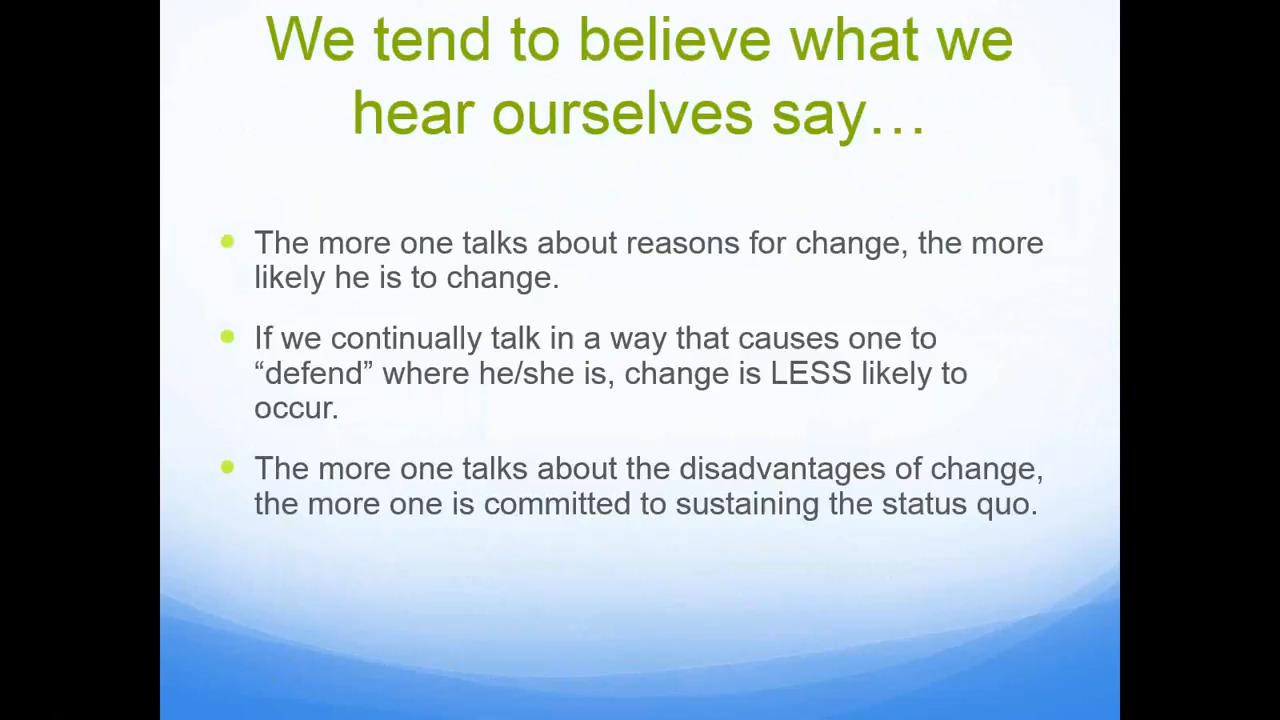 We tend to believe what we
hear ourselves say…
The more one talks about reasons for change, the more
likely he is to change.
If we continually talk in a way that causes one to
“defend” where he/she is, change is LESS likely to
occur.
The more one talks about the disadvantages of change,
the more one is committed to sustaining the status quo.